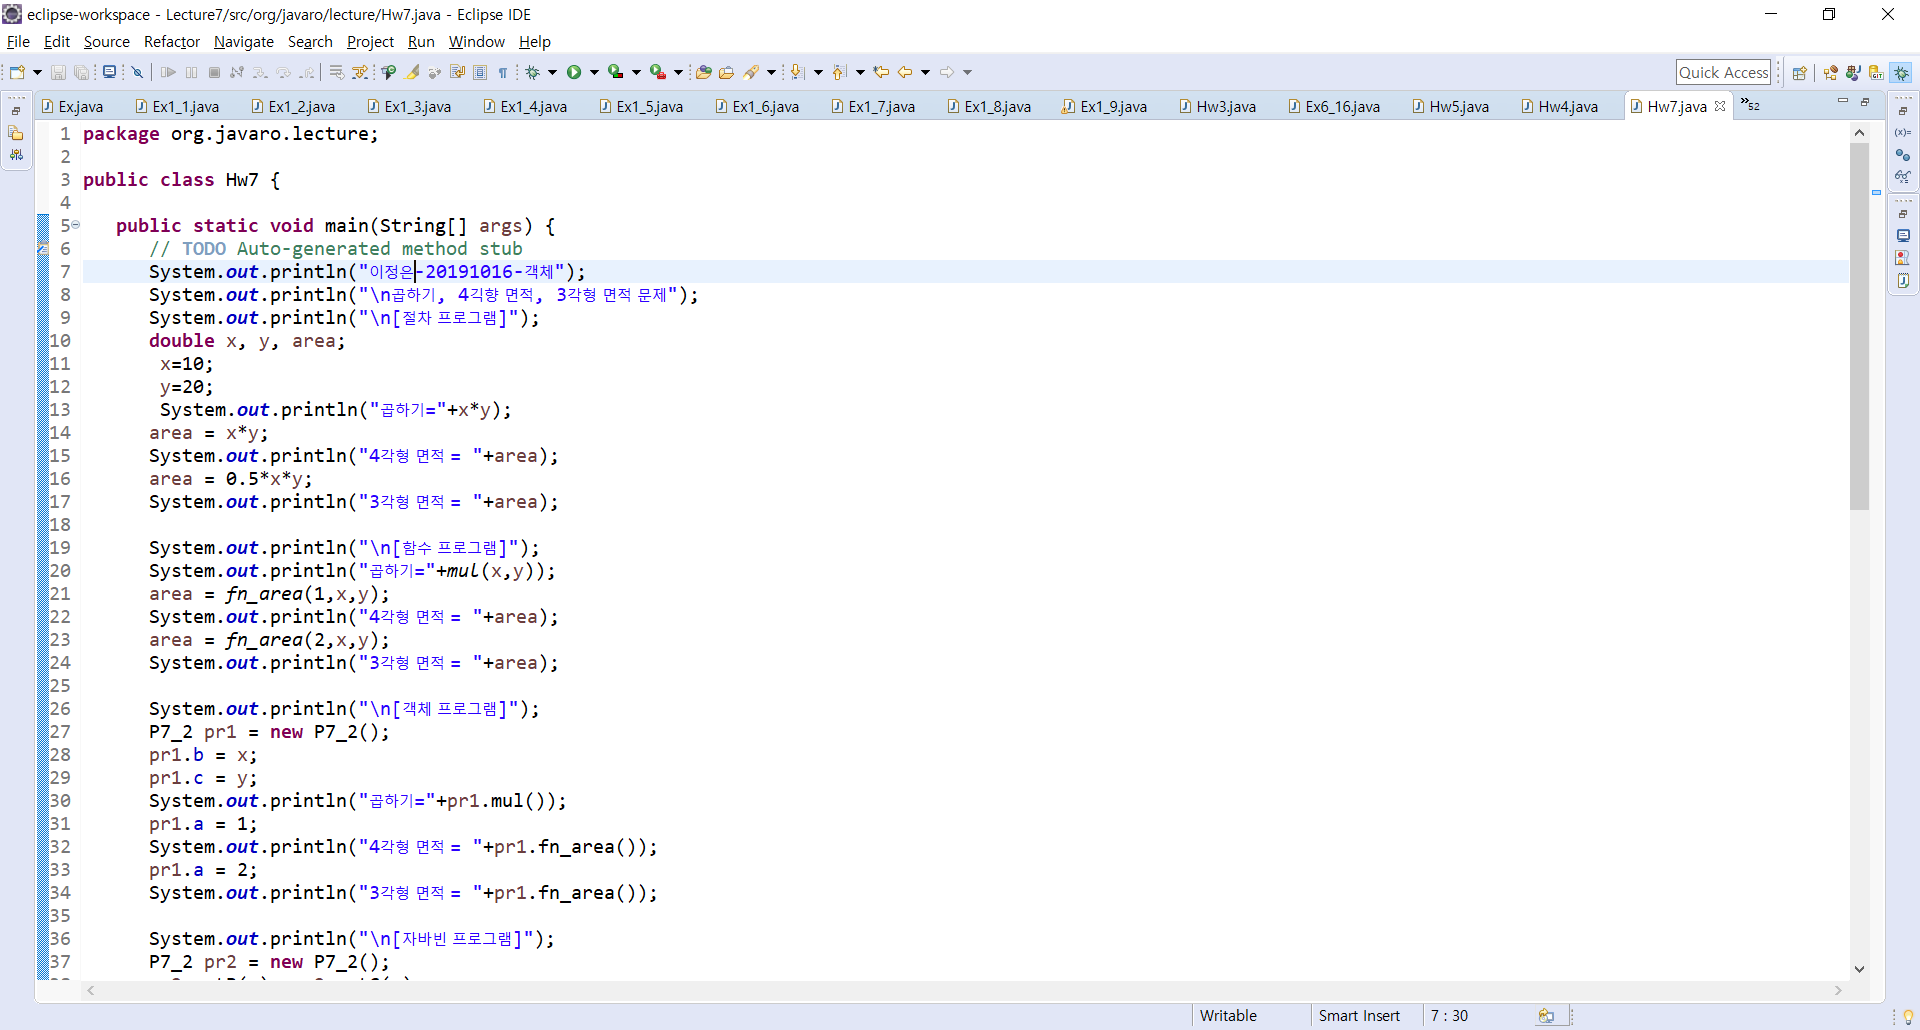 eclipse-workspace - Lecture7/src/org/javaro/lecture/Hw7.java - Eclipse IDE
File Edit Source Refactor Navigate Search Project Run Window Help
Quick Access
Ex.java Ex1_1.java Ex1_2.java Ex1_3.java Ex1_4.java Ex1_5.java Ex1_6.java Ex1_7.java Ex1_8.java Ex1_9.java Hw3.java Ex6_16.java Hw5.java Hw4.java Hw7.java »52
1 package org.javaro.lecture;
2
3 public class Hw7 {
4
5 public static void main(String[] args) {
6 // TODO Auto-generated method stub
7 System.out.println("이정은-20191016-객체");
8 System.out.println("\n곱하기, 4긱향 면적, 3각형 면적 문제");
9 System.out.println("\n[절차 프로그램]");
10 double x, y, area;
11 x=10;
12 y=20;
13 System.out.println("곱하기="+x*y);
14 area = x*y;
15 System.out.println("4각형 면적 = "+area);
16 area = 0.5*x*y;
17 System.out.println("3각형 면적 = "+area);
18
19 System.out.println("\n[함수 프로그램]");
20 System.out.println("곱하기="+mul(x,y));
21 area = fn_area(1,x,y);
22 System.out.println("4각형 면적 = "+area);
23 area = fn_area(2,x,y);
24 System.out.println("3각형 면적 = "+area);
25
26 System.out.println("\n[객체 프로그램]");
27 P7_2 pr1 = new P7_2();
28 pr1.b = x;
29 pr1.c = y;
30 System.out.println("곱하기="+pr1.mul());
31 pr1.a = 1;
32 System.out.println("4각형 면적 = "+pr1.fn_area());
33 pr1.a = 2;
34 System.out.println("3각형 면적 = "+pr1.fn_area());
35
36 System.out.println("\n[자바빈 프로그램]");
37 P7_2 pr2 = new P7_2();
Writable Smart Insert 7 : 30